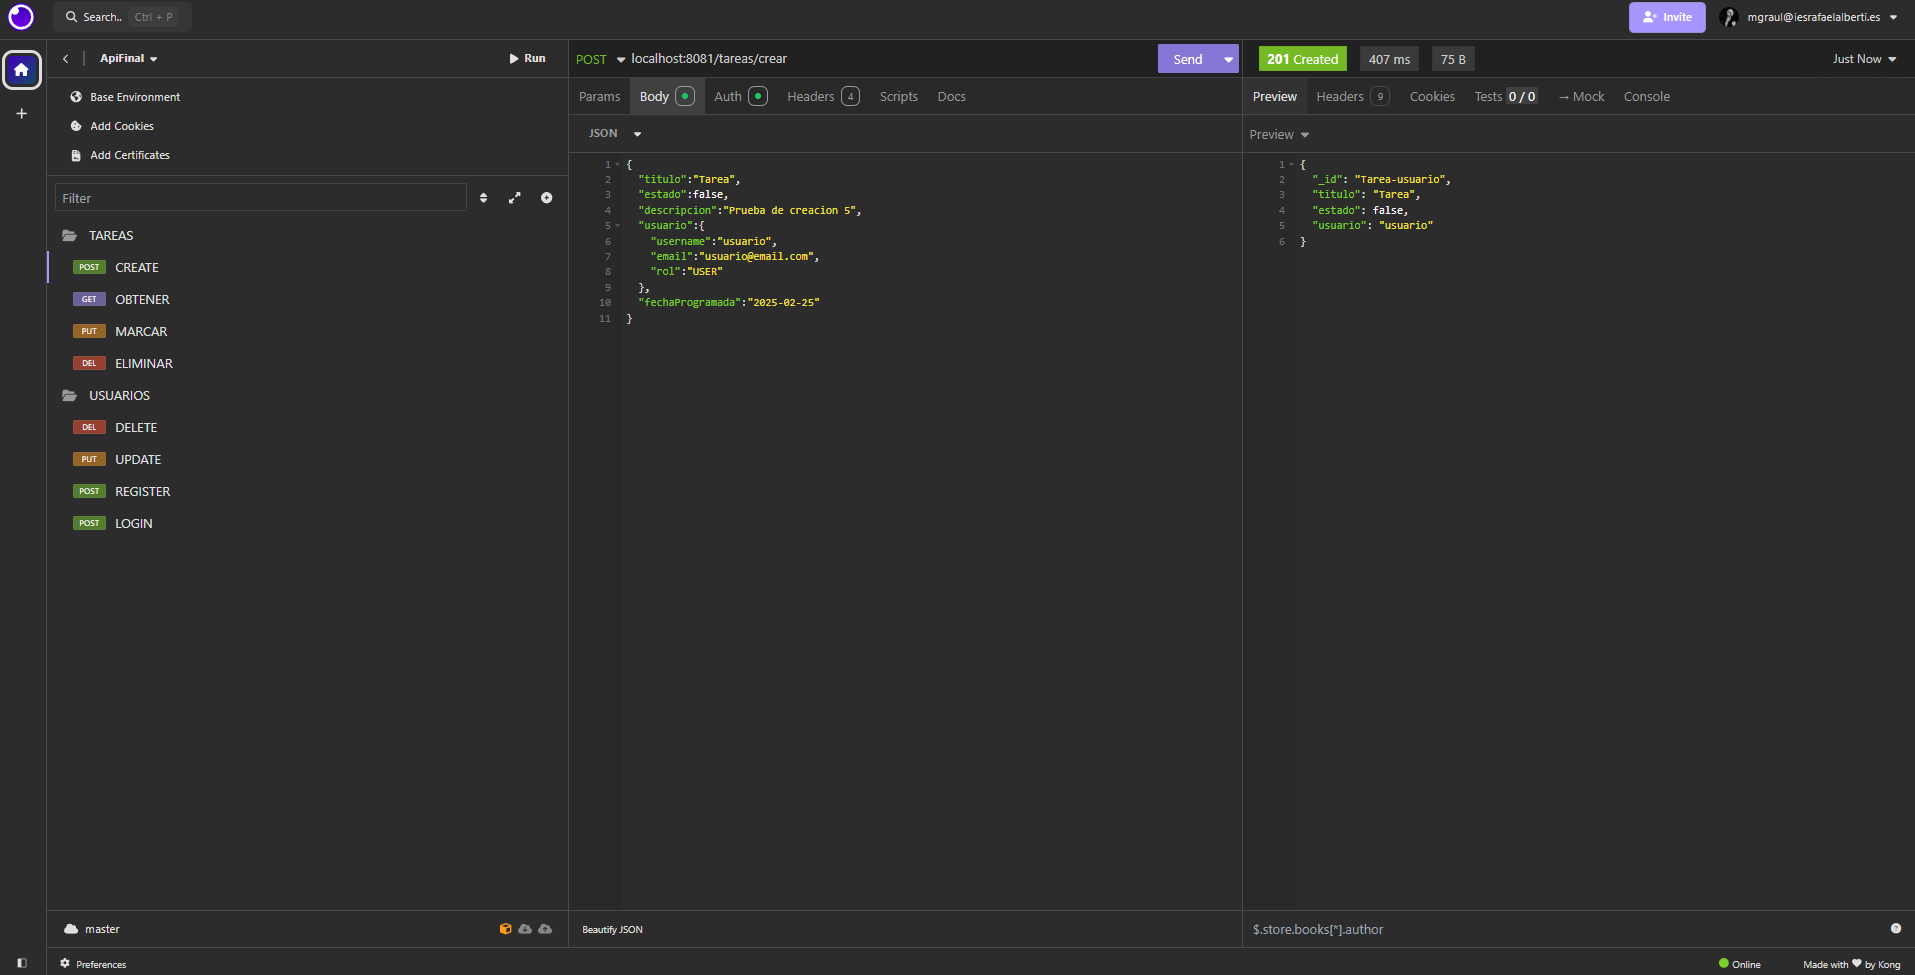 Search.. Ctrl + P
Invite
mgraul@iesrafaelalberti.es
ApiFinal
Run
Base Environment
Add Cookies
Add Certificates
Filter
TAREAS
POST CREATE
GET OBTENER
PUT MARCAR
DEL ELIMINAR
USUARIOS
DEL DELETE
PUT UPDATE
POST REGISTER
POST LOGIN
master
Preferences
POST localhost:8081/tareas/crear
Send
Params Body Auth Headers 4 Scripts Docs
JSON
1 {
2 "titulo":"Tarea",
3 "estado":false,
4 "descripcion":"Prueba de creacion 5",
5 "usuario":{
6 "username":"usuario",
7 "email":"usuario@email.com",
8 "rol":"USER"
9 },
10 "fechaProgramada":"2025-02-25"
11 }
Beautify JSON
201 Created 407 ms 75 B
Just Now
Preview Headers 9 Cookies Tests 0 / 0 → Mock Console
Preview
1 {
2 "_id": "Tarea-usuario",
3 "titulo": "Tarea",
4 "estado": false,
5 "usuario": "usuario"
6 }
$.store.books[*].author
Online
Made with ♥ by Kong